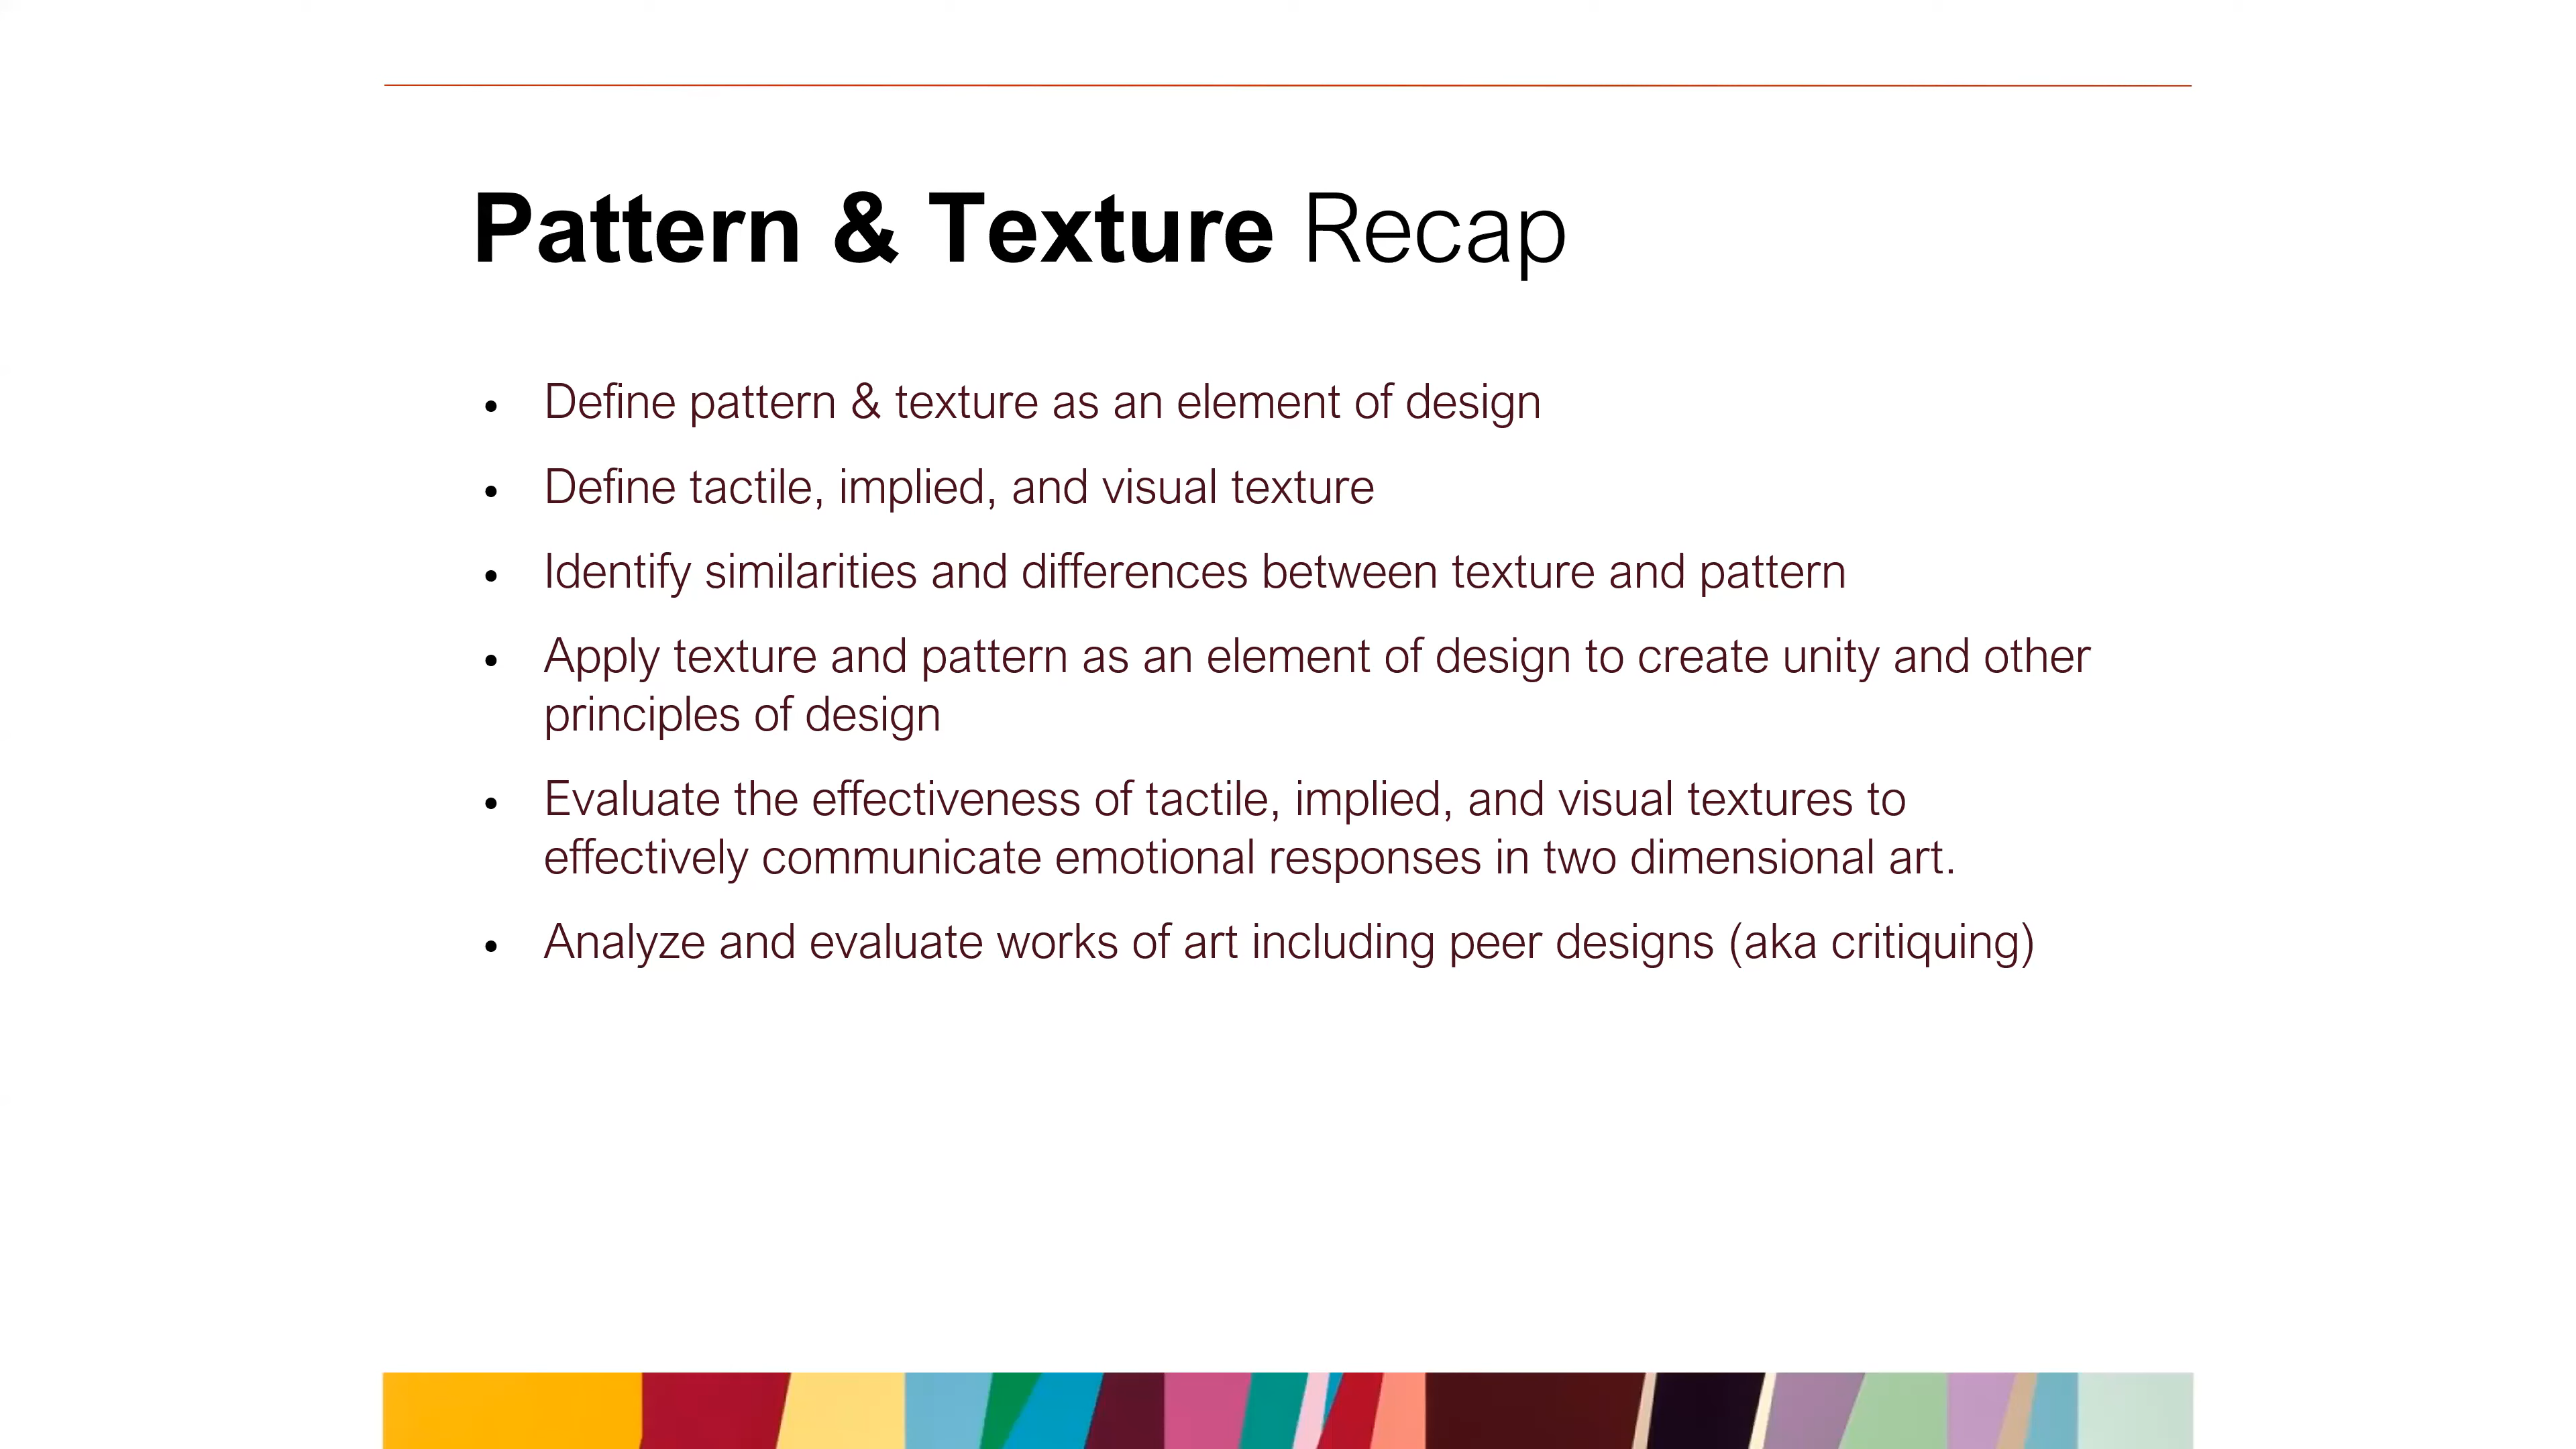 Pattern & Texture Recap
• Define pattern & texture as an element of design
• Define tactile, implied, and visual texture
• Identify similarities and differences between texture and pattern
• Apply texture and pattern as an element of design to create unity and other
principles of design
• Evaluate the effectiveness of tactile, implied, and visual textures to
effectively communicate emotional responses in two dimensional art.
• Analyze and evaluate works of art including peer designs (aka critiquing)